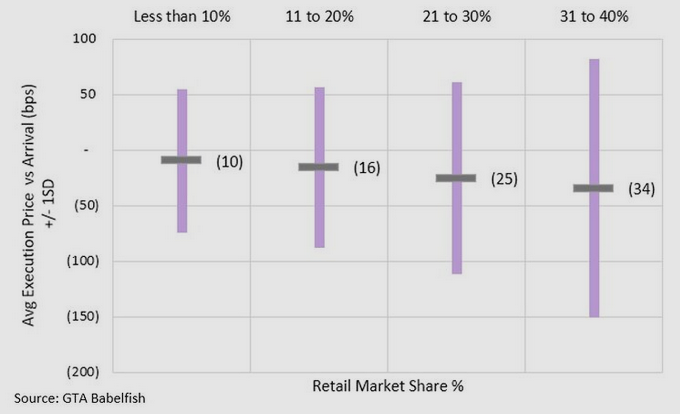 Less than 10% 11 to 20% 21 to 30% 31 to 40%
Avg Execution Price vs Arrival (bps)
+/- 1SD
100
50
-
(50)
(100)
(150)
(200)
(10)
(16)
(25)
(34)
Retail Market Share %
Source: GTA Babelfish